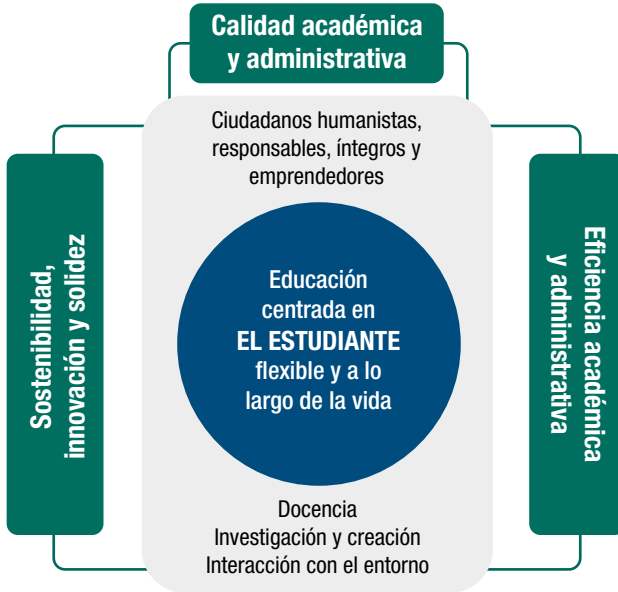 Calidad académica
y administrativa
Ciudadanos humanistas,
responsables, íntegros y
emprendedores
Sostenibilidad,
innovación y solidez
Educación
centrada en
EL ESTUDIANTE
flexible y a lo
largo de la vida
Eficiencia académica
y administrativa
Docencia
Investigación y creación
Interacción con el entorno